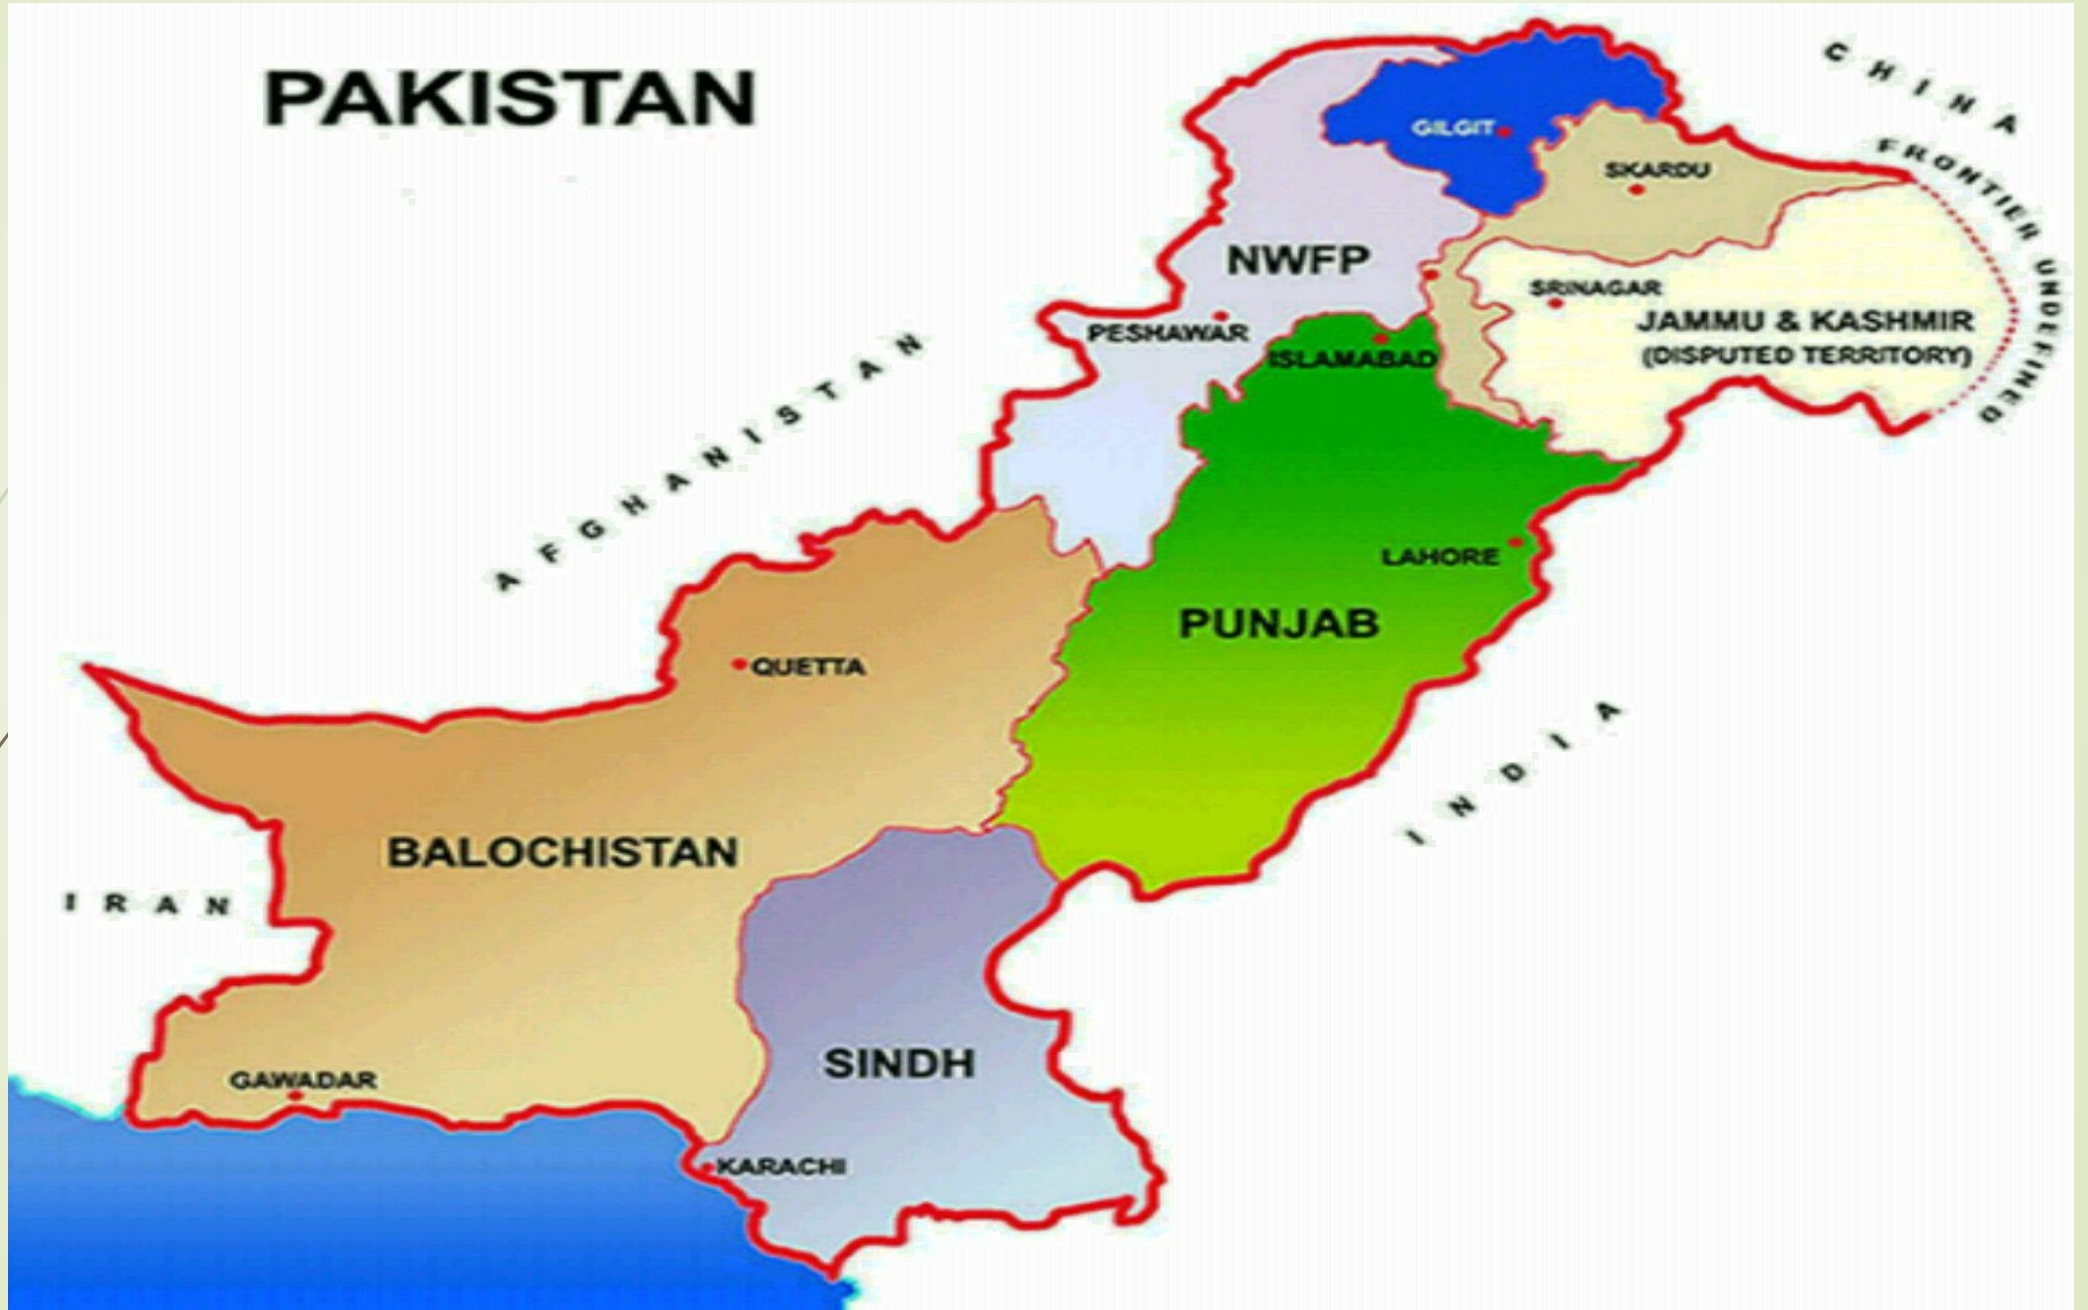 PAKISTAN
CHINA
FRONTIER UNDEFINED
GILGIT
SKARDU
NWFP
SRINAGAR
JAMMU & KASHMIR
(DISPUTED TERRITORY)
PESHAWAR
ISLAMABAD
AFGHANISTAN
LAHORE
PUNJAB
QUETTA
INDIA
BALOCHISTAN
IRAN
SINDH
GAWADAR
KARACHI